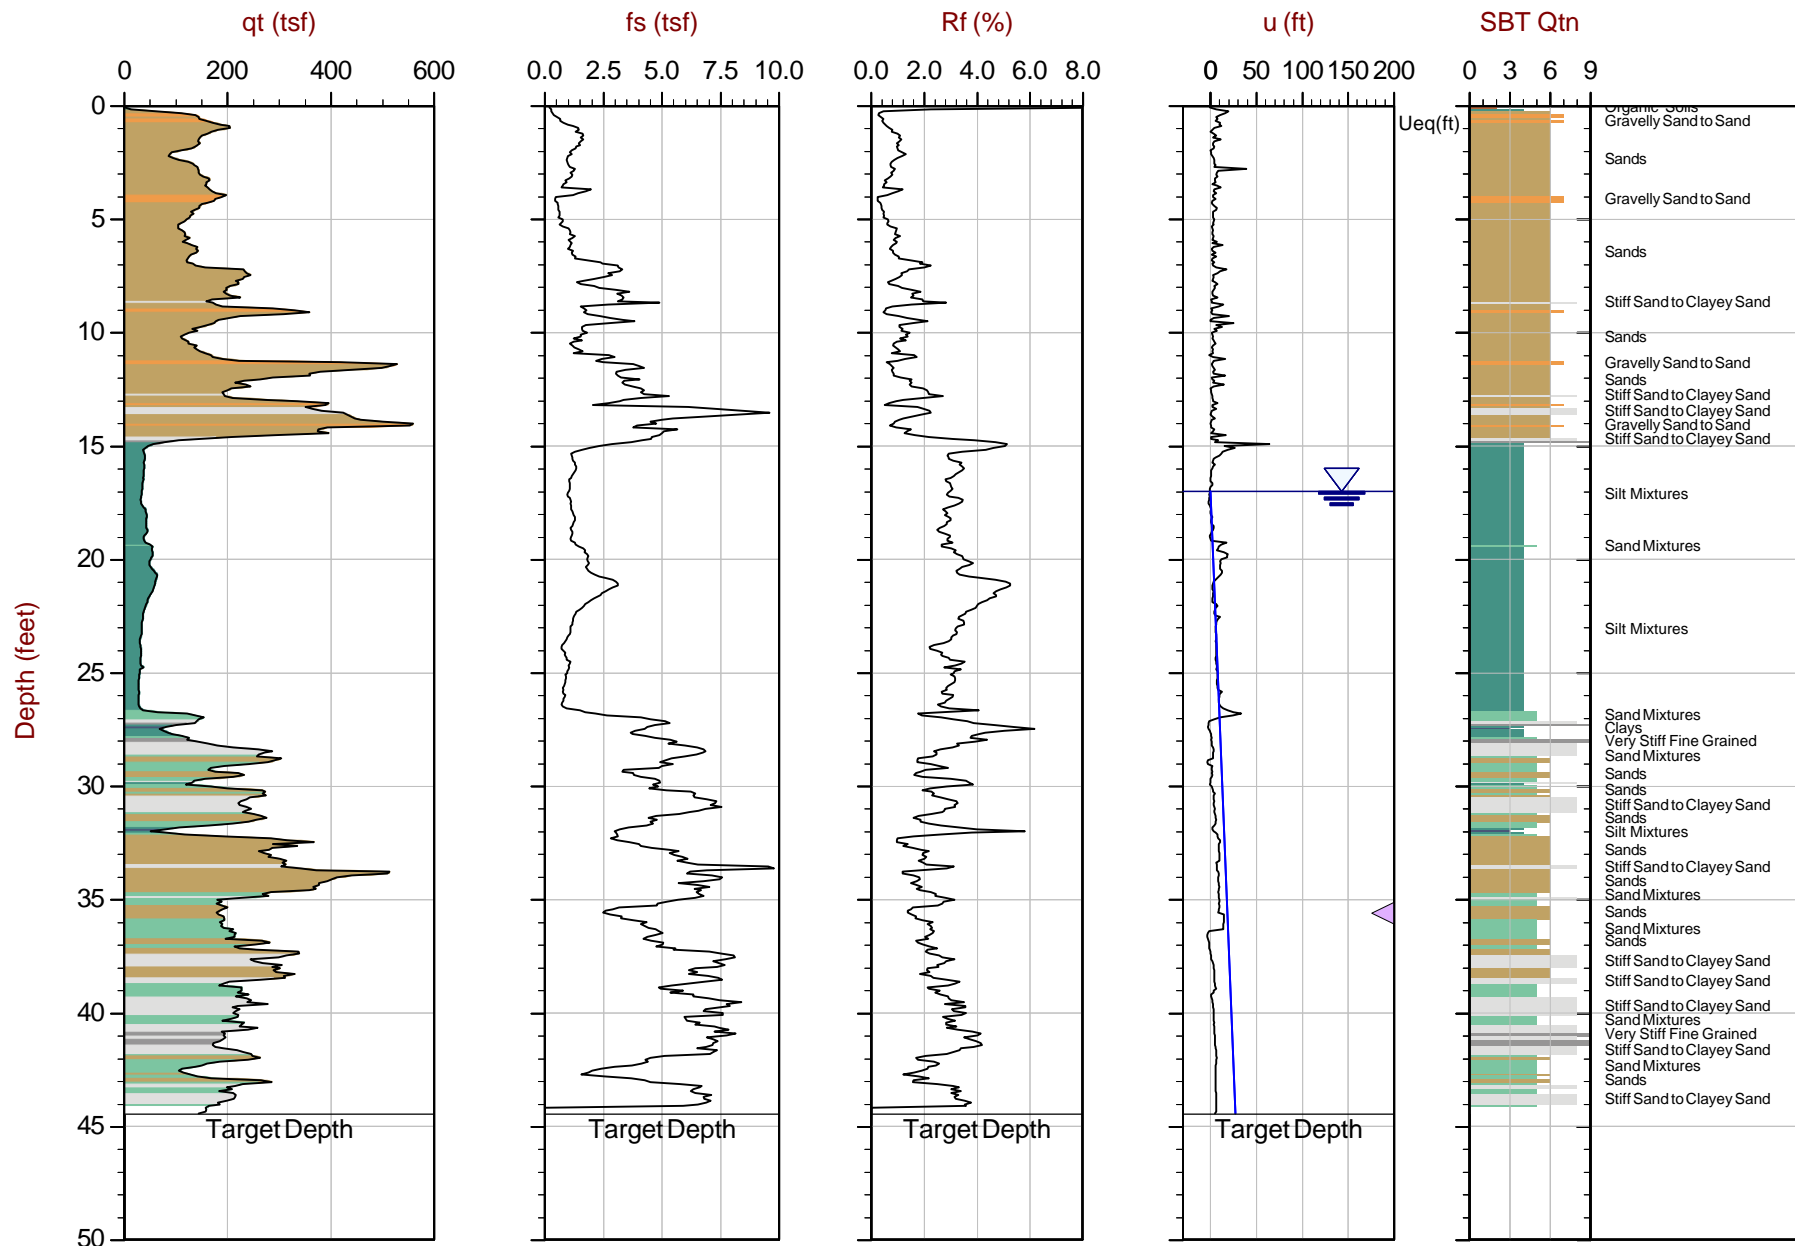 qt (tsf) fs (tsf) Rf (%) u (ft) SBT Qtn
0 200 400 600 0.0 2.5 5.0 7.5 10.0 0.0 2.0 4.0 6.0 8.0 0 50 100 150 200 0 3 6 9
Depth (feet)
0
5
10
15
20
25
30
35
40
45
50
Ueq(ft)
Organic Soils
Gravelly Sand to Sand
Sands
Gravelly Sand to Sand
Sands
Stiff Sand to Clayey Sand
Sands
Gravelly Sand to Sand
Sands
Stiff Sand to Clayey Sand
Stiff Sand to Clayey Sand
Gravelly Sand to Sand
Stiff Sand to Clayey Sand
Silt Mixtures
Sand Mixtures
Silt Mixtures
Sand Mixtures
Clays
Very Stiff Fine Grained
Sand Mixtures
Sands
Sands
Stiff Sand to Clayey Sand
Sands
Silt Mixtures
Sands
Stiff Sand to Clayey Sand
Sands
Sand Mixtures
Sands
Sand Mixtures
Sands
Stiff Sand to Clayey Sand
Stiff Sand to Clayey Sand
Stiff Sand to Clayey Sand
Sand Mixtures
Very Stiff Fine Grained
Stiff Sand to Clayey Sand
Sand Mixtures
Sands
Stiff Sand to Clayey Sand
Target Depth Target Depth Target Depth Target Depth